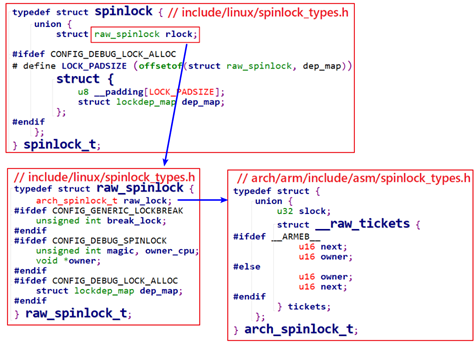 typedef struct spinlock { // include/linux/spinlock_types.h
union {
struct raw_spinlock rlock;
#ifdef CONFIG_DEBUG_LOCK_ALLOC
# define LOCK_PADSIZE (offsetof(struct raw_spinlock, dep_map))
struct {
u8 __padding[LOCK_PADSIZE];
struct lockdep_map dep_map;
};
#endif
};
} spinlock_t;
// include/linux/spinlock_types.h
typedef struct raw_spinlock {
arch_spinlock_t raw_lock;
#ifdef CONFIG_GENERIC_LOCKBREAK
unsigned int break_lock;
#endif
#ifdef CONFIG_DEBUG_SPINLOCK
unsigned int magic, owner_cpu;
void *owner;
#endif
#ifdef CONFIG_DEBUG_LOCK_ALLOC
struct lockdep_map dep_map;
#endif
} raw_spinlock_t;
// arch/arm/include/asm/spinlock_types.h
typedef struct {
union {
u32 slock;
struct __raw_tickets {
#ifdef __ARMEB__
u16 next;
u16 owner;
#else
u16 owner;
u16 next;
#endif
} tickets;
};
} arch_spinlock_t;